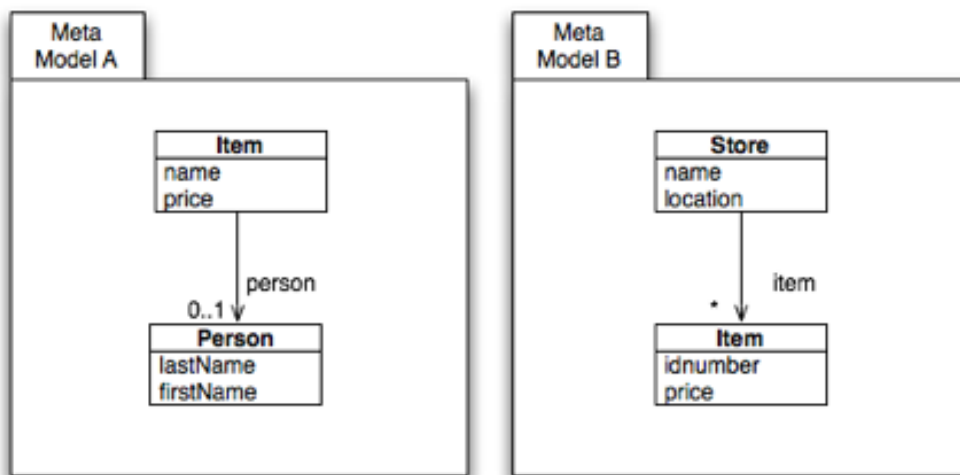 Meta
Model A
Item
name
price
person
0..1
Person
lastName
firstName
Meta
Model B
Store
name
location
item
*
Item
idnumber
price